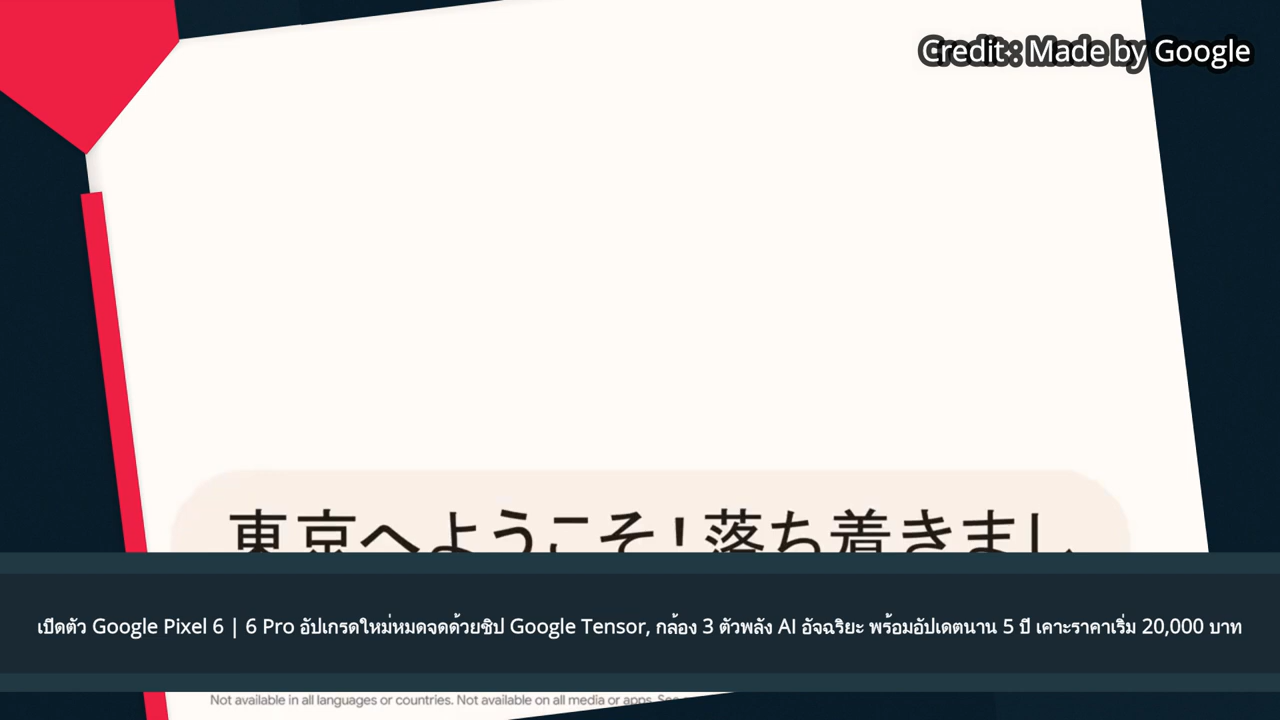 Credit : Made by Google
東京へようこそ！落ち着きまし
เปิดตัว Google Pixel 6 | 6 Pro อัปเกรดใหม่หมดจดด้วยชิป Google Tensor, กล้อง 3 ตัวพลัง AI อัจฉริยะ พร้อมอัปเดตนาน 5 ปี เคาะราคาเริ่ม 20,000 บาท
Not available in all languages or countries. Not available on all media or apps.